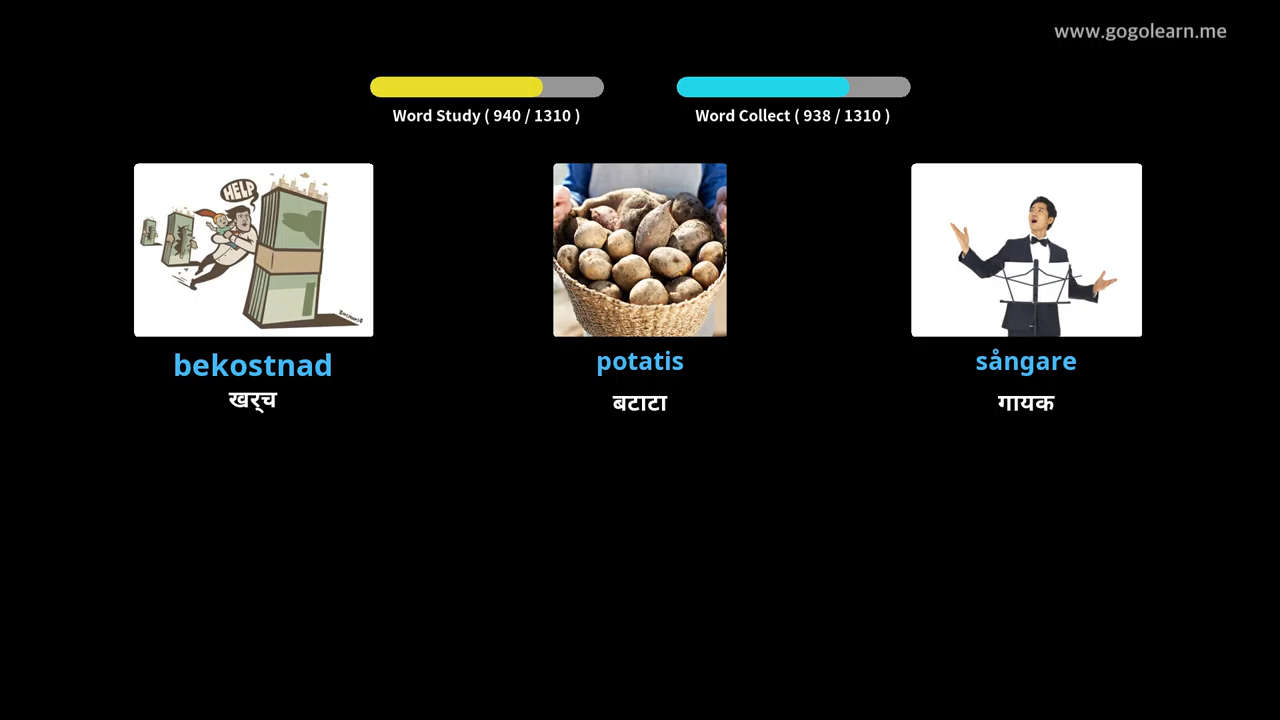 www.gogolearn.me
Word Study ( 940 / 1310 )
Word Collect ( 938 / 1310 )
HELP
bekostnad
potatis
sångare
खर्च
बटाटा
गायक